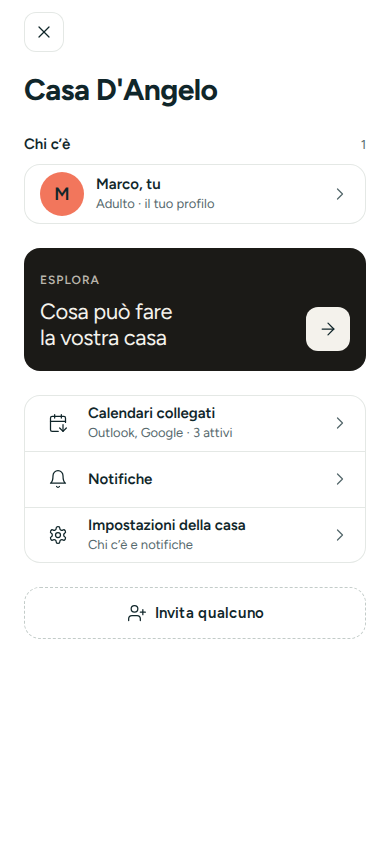 Casa D'Angelo
Chi c'è 1
M
Marco, tu
Adulto · il tuo profilo
ESPLORA
Cosa può fare
la vostra casa
Calendari collegati
Outlook, Google · 3 attivi
Notifiche
Impostazioni della casa
Chi c'è e notifiche
Invita qualcuno